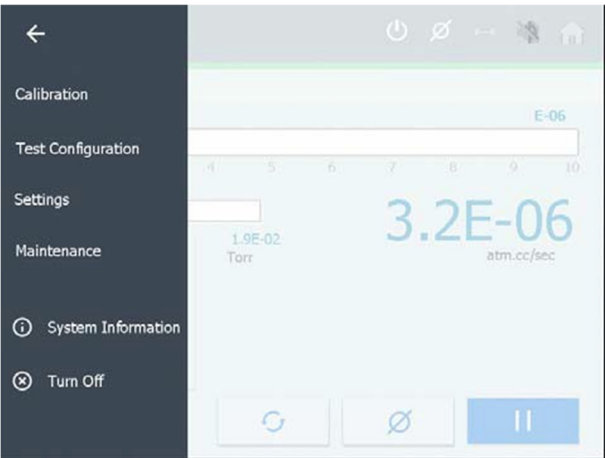 Calibration
Test Configuration
Settings
Maintenance
System Information
Turn Off
E-06
4 5 6 7 8 9 10
3.2E-06
atm.cc/sec
1.9E-02
Torr